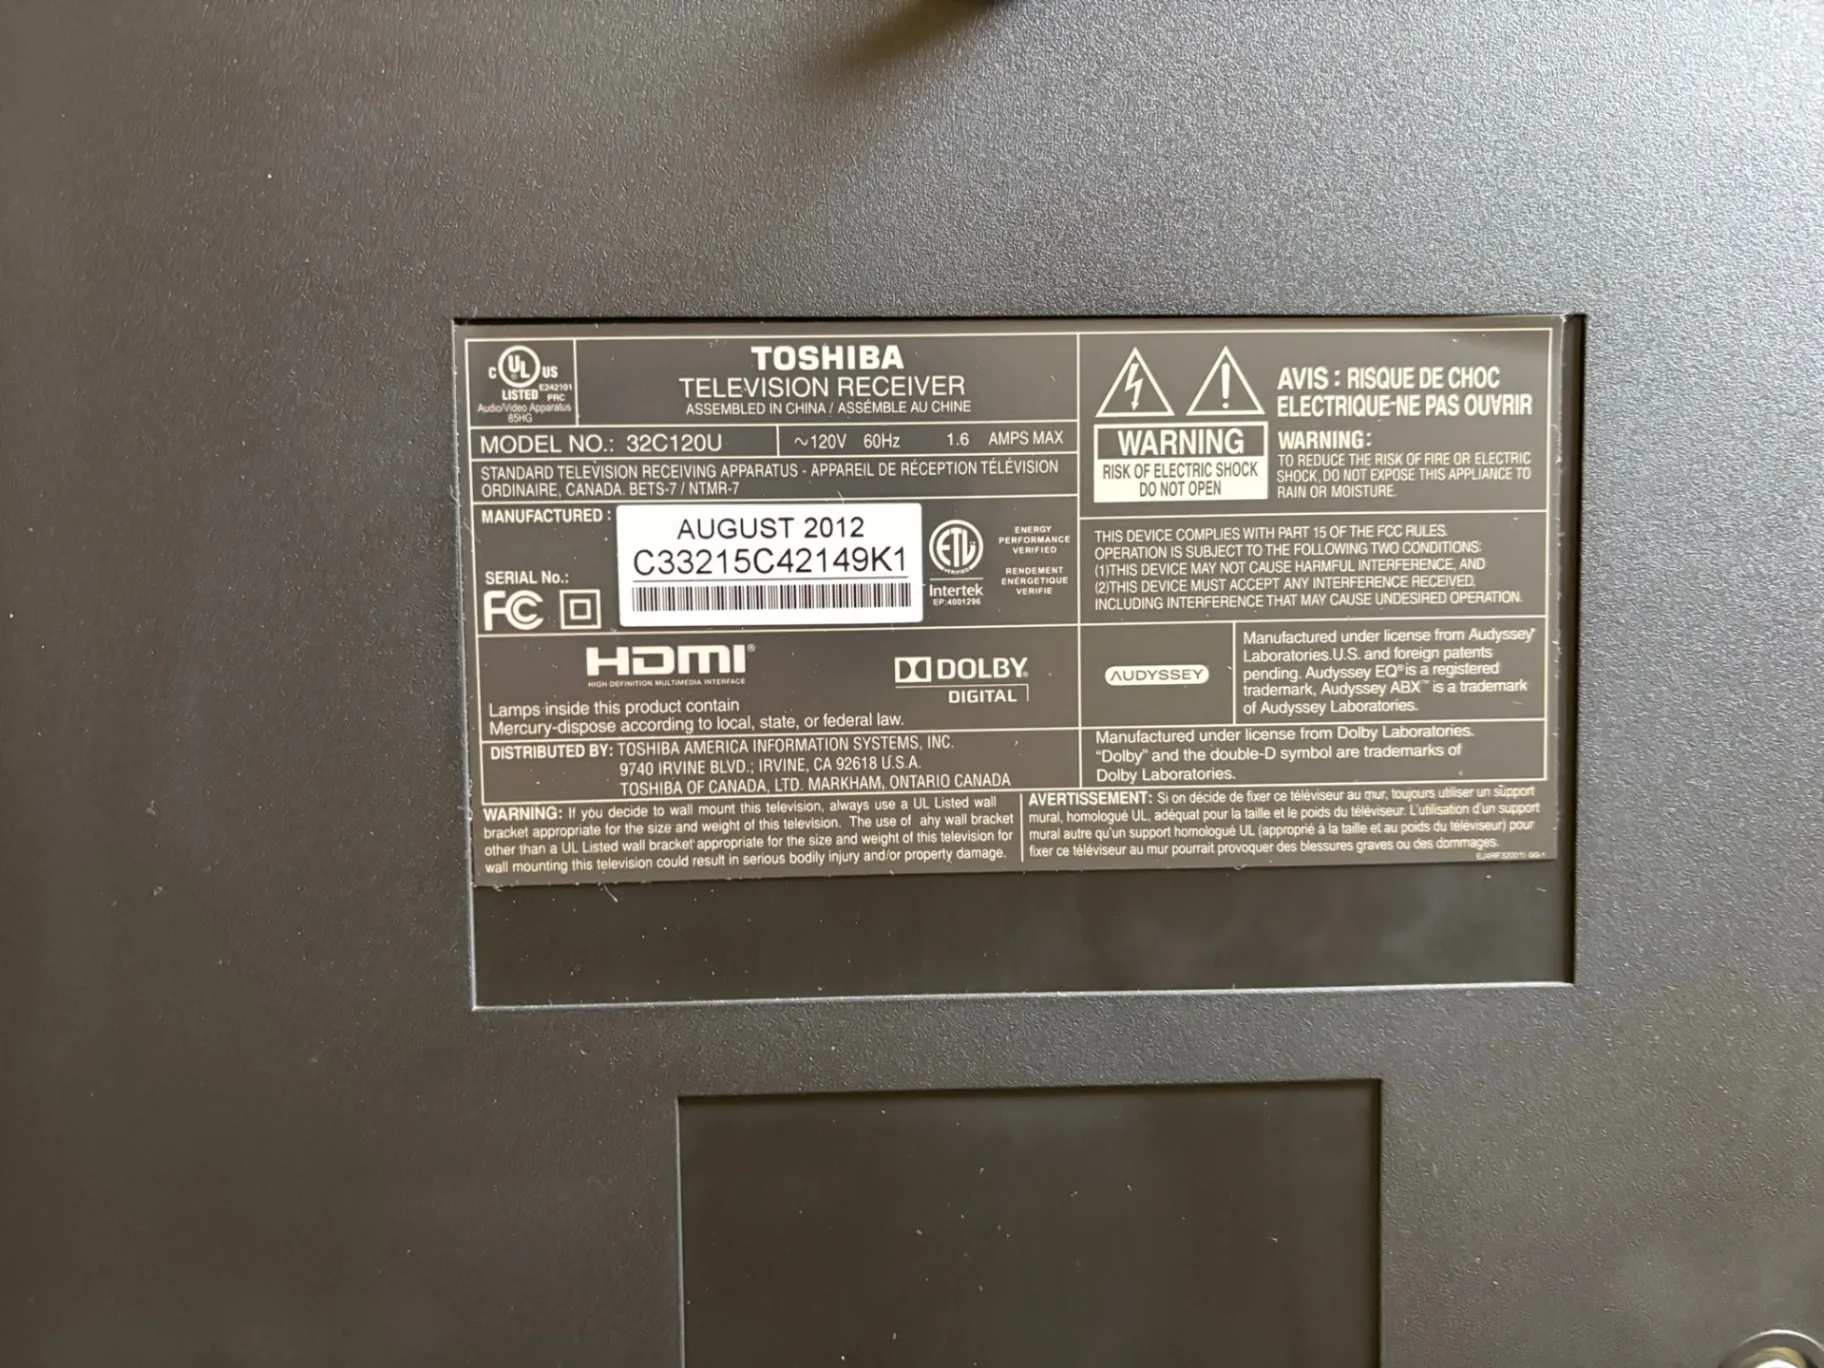 c UL US
LISTED E242101
PRC
Audio/Video Apparatus
85HG
TOSHIBA
TELEVISION RECEIVER
ASSEMBLED IN CHINA / ASSÉMBLE AU CHINE
MODEL NO.: 32C120U
~120V 60Hz 1.6 AMPS MAX
STANDARD TELEVISION RECEIVING APPARATUS - APPAREIL DE RÉCEPTION TÉLÉVISION
ORDINAIRE, CANADA. BETS-7 / NTMR-7
MANUFACTURED :
AUGUST 2012
C33215C42149K1
SERIAL No.:
FC
ETL
VERIFIED
Intertek
EP:4001296
ENERGY
PERFORMANCE
VERIFIED
RENDEMENT
ENERGÉTIQUE
VERIFIE
HDMI®
HIGH DEFINITION MULTIMEDIA INTERFACE
DOLBY®
DIGITAL
Lamps inside this product contain
Mercury-dispose according to local, state, or federal law.
DISTRIBUTED BY: TOSHIBA AMERICA INFORMATION SYSTEMS, INC.
9740 IRVINE BLVD.; IRVINE, CA 92618 U.S.A.
TOSHIBA OF CANADA, LTD. MARKHAM, ONTARIO CANADA
WARNING: If you decide to wall mount this television, always use a UL Listed wall
bracket appropriate for the size and weight of this television. The use of any wall bracket
other than a UL Listed wall bracket appropriate for the size and weight of this television for
wall mounting this television could result in serious bodily injury and/or property damage.
WARNING
RISK OF ELECTRIC SHOCK
DO NOT OPEN
AVIS : RISQUE DE CHOC
ELECTRIQUE-NE PAS OUVRIR
WARNING:
TO REDUCE THE RISK OF FIRE OR ELECTRIC
SHOCK, DO NOT EXPOSE THIS APPLIANCE TO
RAIN OR MOISTURE.
THIS DEVICE COMPLIES WITH PART 15 OF THE FCC RULES.
OPERATION IS SUBJECT TO THE FOLLOWING TWO CONDITIONS:
(1)THIS DEVICE MAY NOT CAUSE HARMFUL INTERFERENCE, AND
(2)THIS DEVICE MUST ACCEPT ANY INTERFERENCE RECEIVED,
INCLUDING INTERFERENCE THAT MAY CAUSE UNDESIRED OPERATION.
AUDYSSEY
Manufactured under license from Audyssey
Laboratories.U.S. and foreign patents
pending. Audyssey EQ® is a registered
trademark, Audyssey ABX™ is a trademark
of Audyssey Laboratories.
Manufactured under license from Dolby Laboratories.
"Dolby" and the double-D symbol are trademarks of
Dolby Laboratories.
AVERTISSEMENT: Si on décide de fixer ce téléviseur au mur, toujours utiliser un support
mural, homologué UL, adéquat pour la taille et le poids du téléviseur. L'utilisation d'un support
mural autre qu'un support homologué UL (approprié à la taille et au poids du téléviseur) pour
fixer ce téléviseur au mur pourrait provoquer des blessures graves ou des dommages.